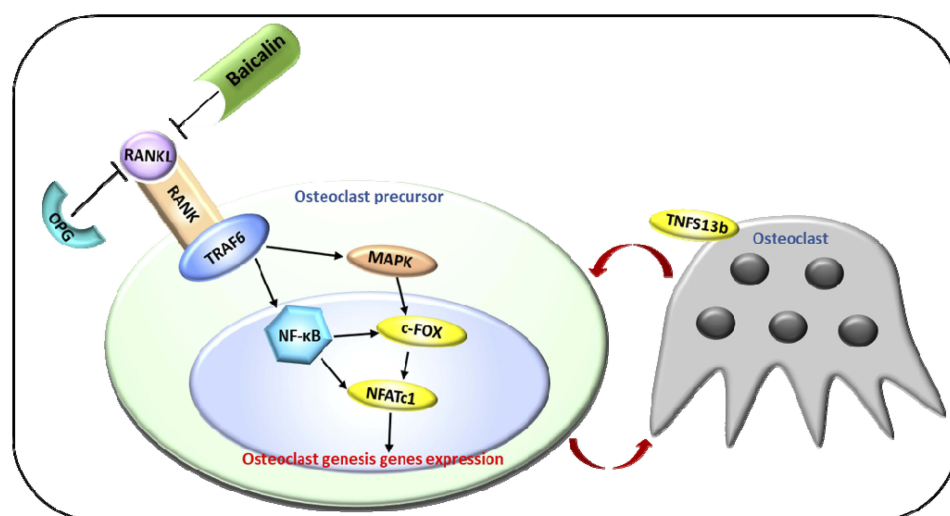 Baicalin
RANKL
RANK
OPG
TRAF6
Osteoclast precursor
MAPK
NF-κB
c-FOX
NFATc1
Osteoclast genesis genes expression
TNFS13b
Osteoclast